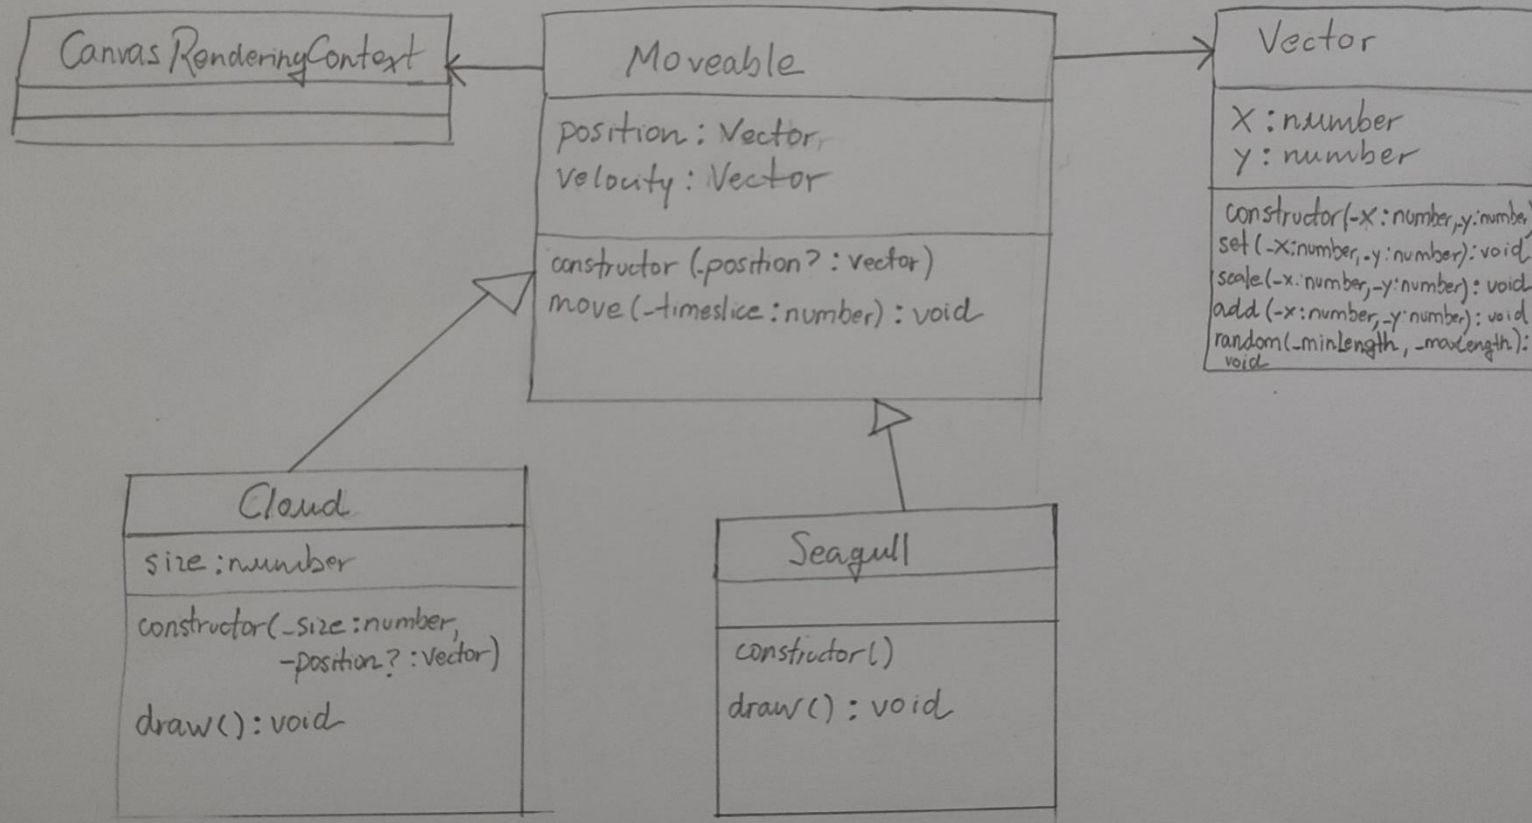 CanvasRenderingContext
Moveable
position : Vector
velocity : Vector
constructor (_position? : vector)
move (_timeslice : number) : void
Vector
x : number
y : number
constructor(_x : number, _y : number)
set (_x : number, _y : number) : void
scale (_x : number, _y : number) : void
add (_x : number, _y : number) : void
random (_minLength, _maxLength) :
void
Cloud
size : number
constructor(_size : number,
_position? : vector)
draw() : void
Seagull
constructor()
draw() : void